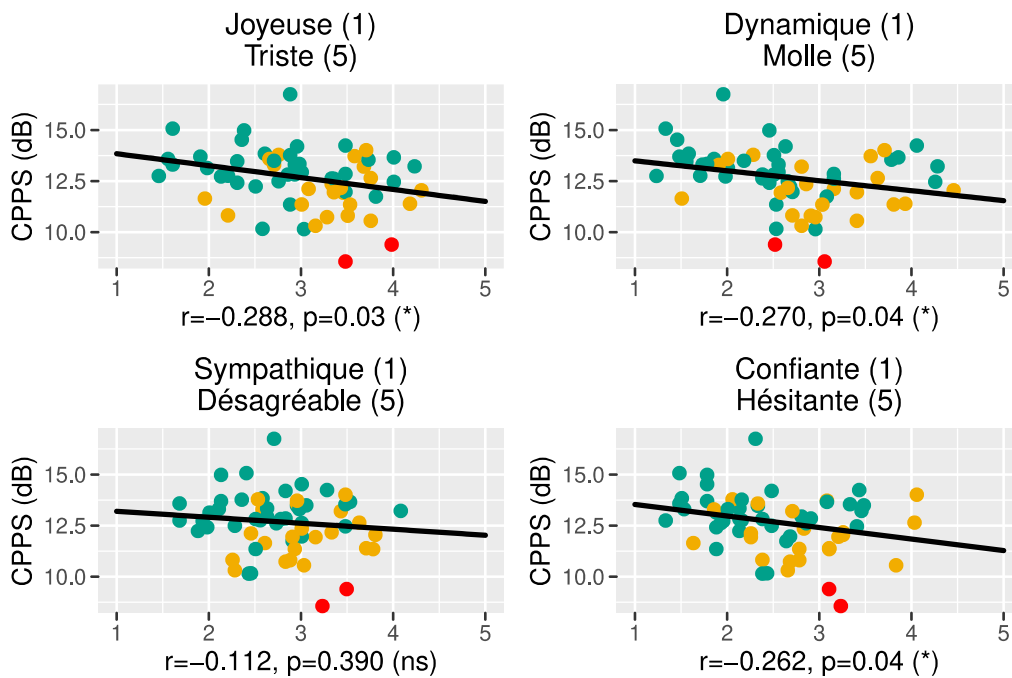 Joyeuse (1)
Triste (5)
CPPS (dB)
15.0
12.5
10.0
1 2 3 4 5
r=−0.288, p=0.03 (*)
Dynamique (1)
Molle (5)
CPPS (dB)
15.0
12.5
10.0
1 2 3 4 5
r=−0.270, p=0.04 (*)
Sympathique (1)
Désagréable (5)
CPPS (dB)
15.0
12.5
10.0
1 2 3 4 5
r=−0.112, p=0.390 (ns)
Confiante (1)
Hésitante (5)
CPPS (dB)
15.0
12.5
10.0
1 2 3 4 5
r=−0.262, p=0.04 (*)